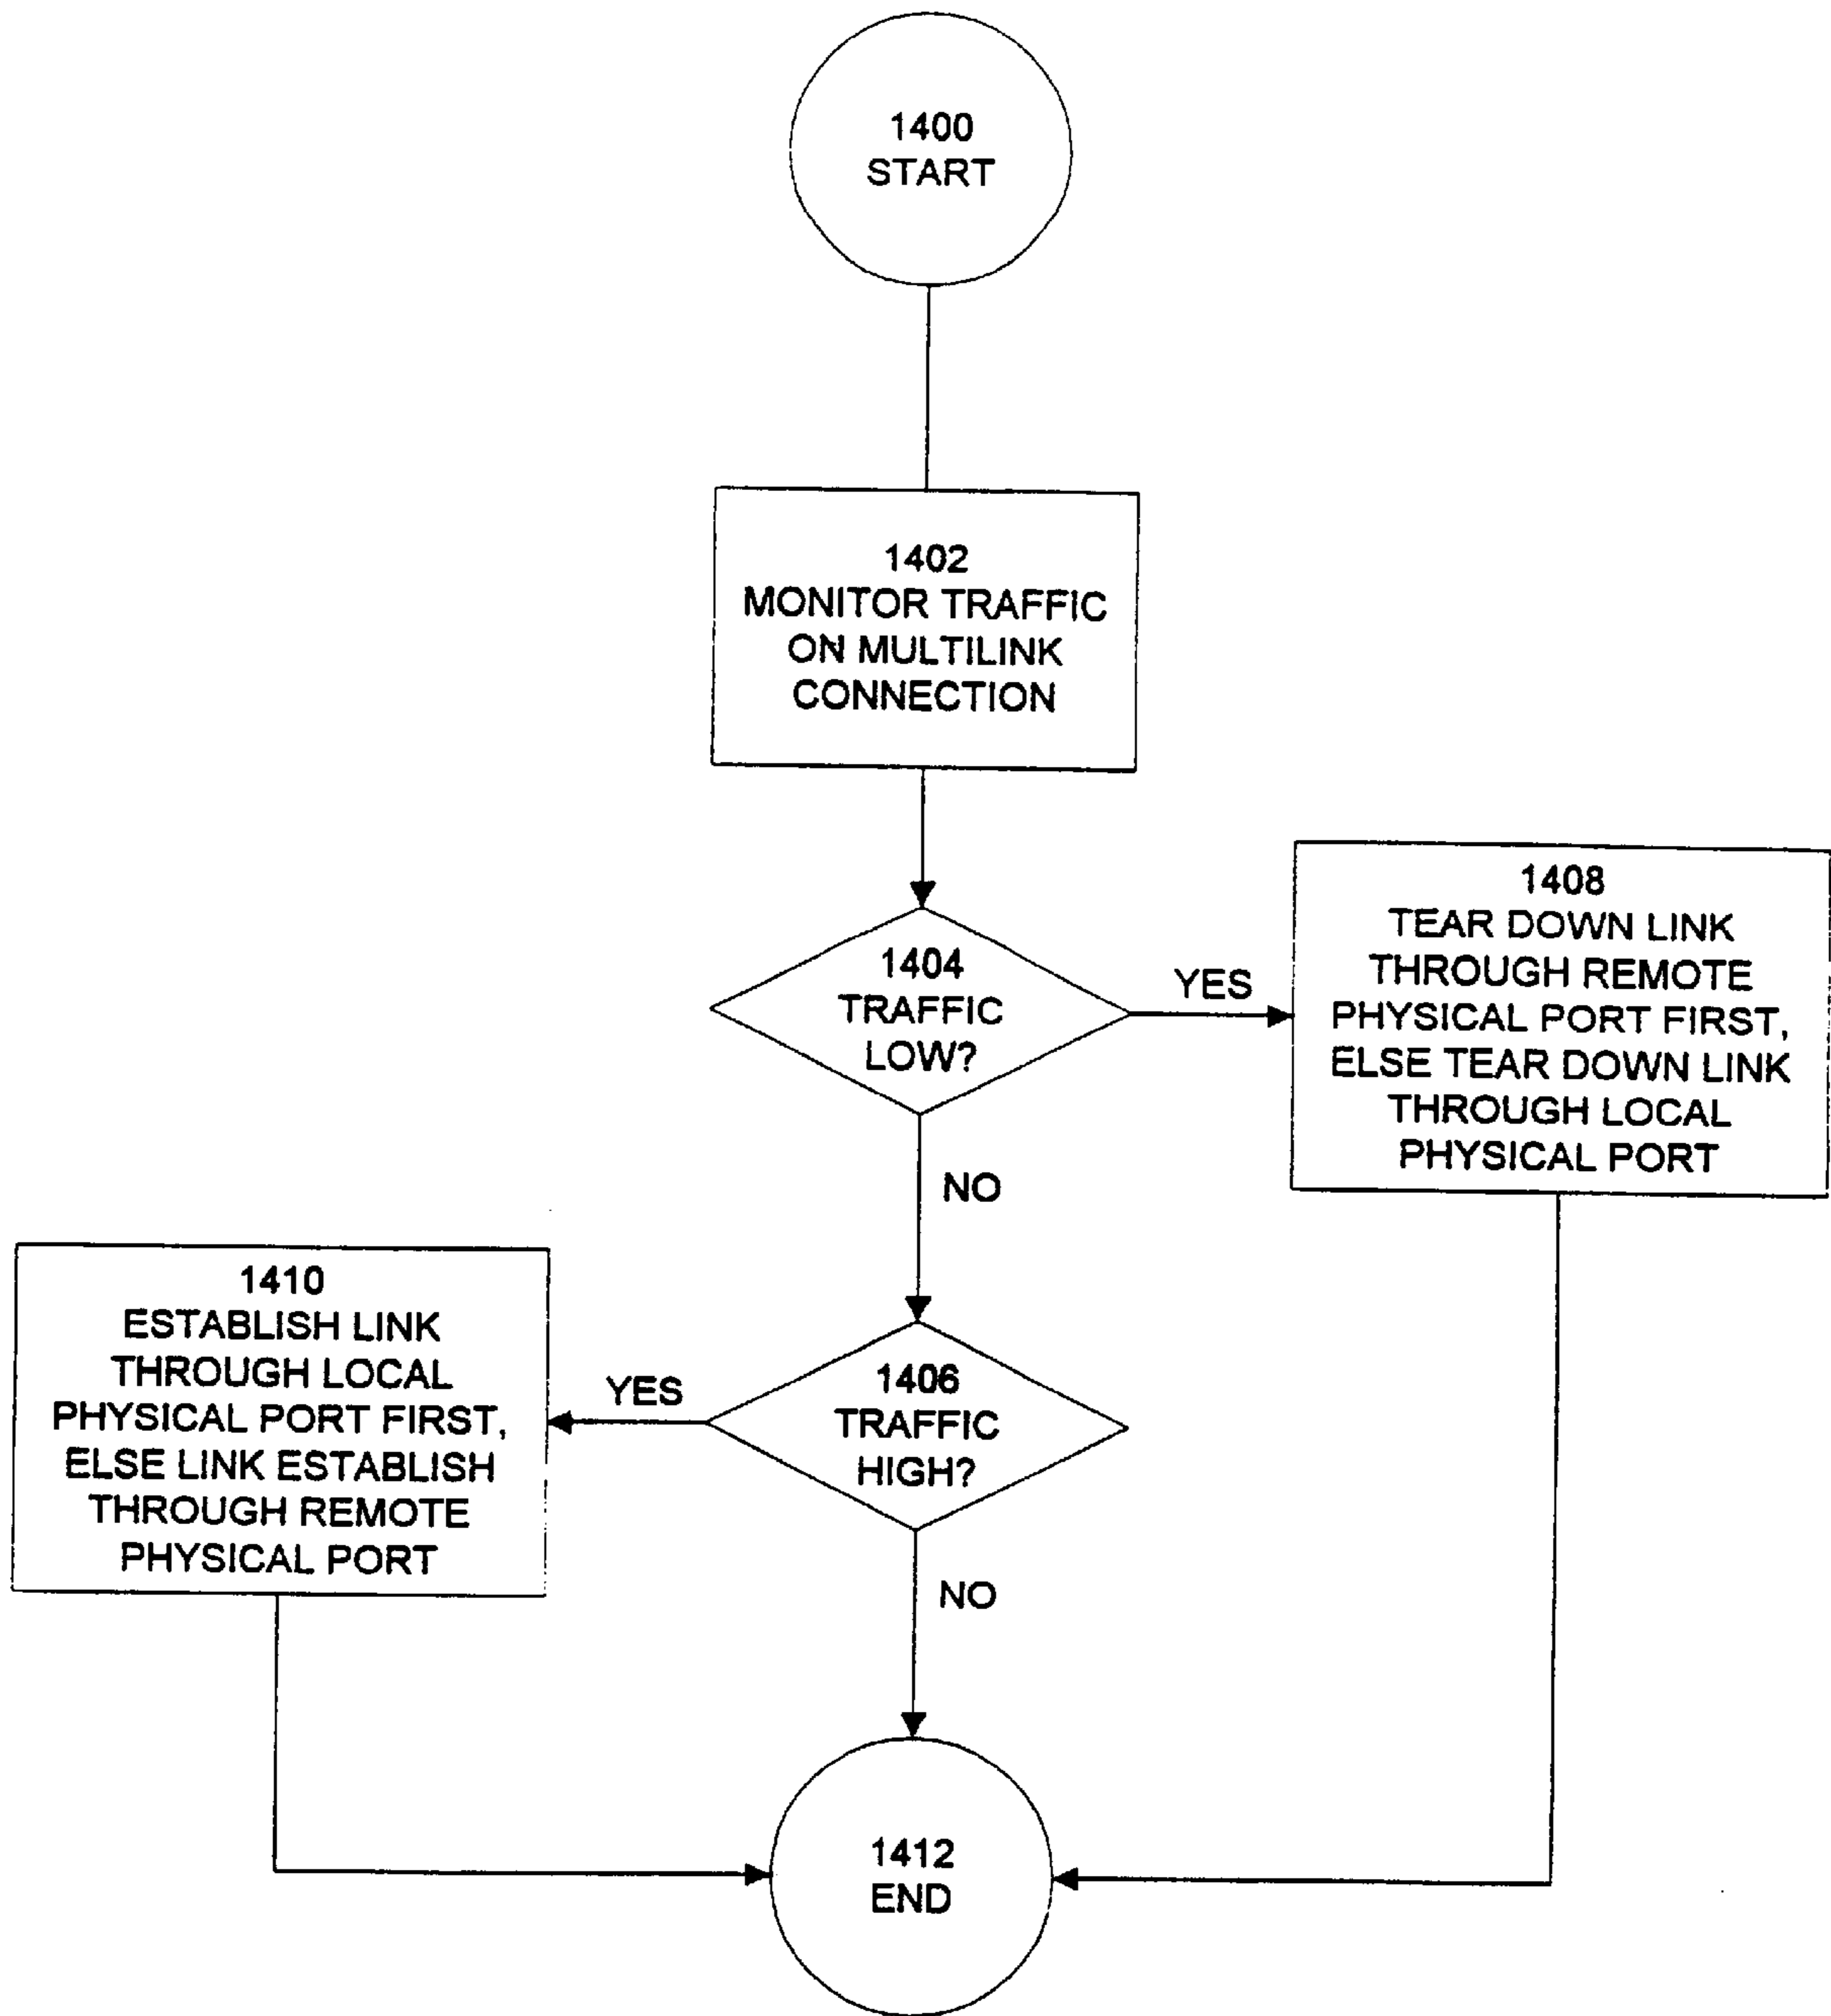 1400
START
1402
MONITOR TRAFFIC
ON MULTILINK
CONNECTION
1404
TRAFFIC
LOW?
YES
1408
TEAR DOWN LINK
THROUGH REMOTE
PHYSICAL PORT FIRST,
ELSE TEAR DOWN LINK
THROUGH LOCAL
PHYSICAL PORT
NO
1406
TRAFFIC
HIGH?
YES
1410
ESTABLISH LINK
THROUGH LOCAL
PHYSICAL PORT FIRST,
ELSE LINK ESTABLISH
THROUGH REMOTE
PHYSICAL PORT
NO
1412
END